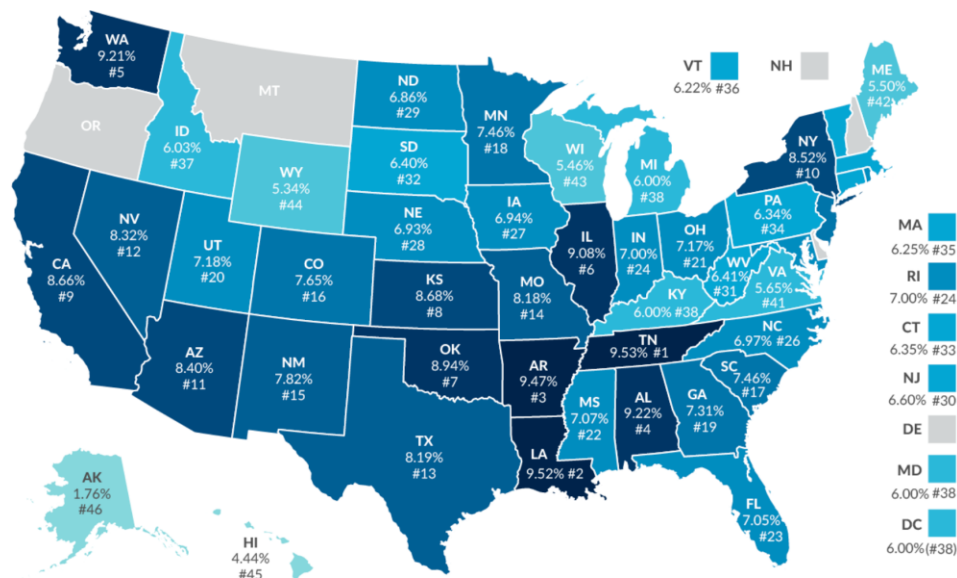 WA
9.21%
#5
OR
MT
ID
6.03%
#37
WY
5.34%
#44
ND
6.86%
#29
SD
6.40%
#32
NE
6.93%
#28
MN
7.46%
#18
WI
5.46%
#43
MI
6.00%
#38
VT
6.22% #36
NH
ME
5.50%
#42
NY
8.52%
#10
CA
8.66%
#9
NV
8.32%
#12
UT
7.18%
#20
CO
7.65%
#16
KS
8.68%
#8
IA
6.94%
#27
MO
8.18%
#14
IL
9.08%
#6
IN
7.00%
#24
OH
7.17%
#21
PA
6.34%
#34
WV
6.41%
#31
VA
5.65%
#41
KY
6.00% #38
NC
6.97% #26
TN
9.53% #1
SC
7.46%
#17
AZ
8.40%
#11
NM
7.82%
#15
OK
8.94%
#7
AR
9.47%
#3
MS
7.07%
#22
AL
9.22%
#4
GA
7.31%
#19
TX
8.19%
#13
LA
9.52% #2
FL
7.05%
#23
AK
1.76%
#46
HI
4.44%
#45
MA
6.25% #35
RI
7.00% #24
CT
6.35% #33
NJ
6.60% #30
DE
MD
6.00% #38
DC
6.00%(#38)